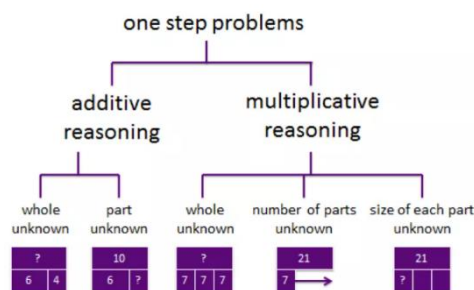 one step problems
additive
reasoning
multiplicative
reasoning
whole
unknown
part
unknown
whole
unknown
number of parts
unknown
size of each part
unknown
?
6 4
10
6 ?
?
7 7 7
21
7
21
?